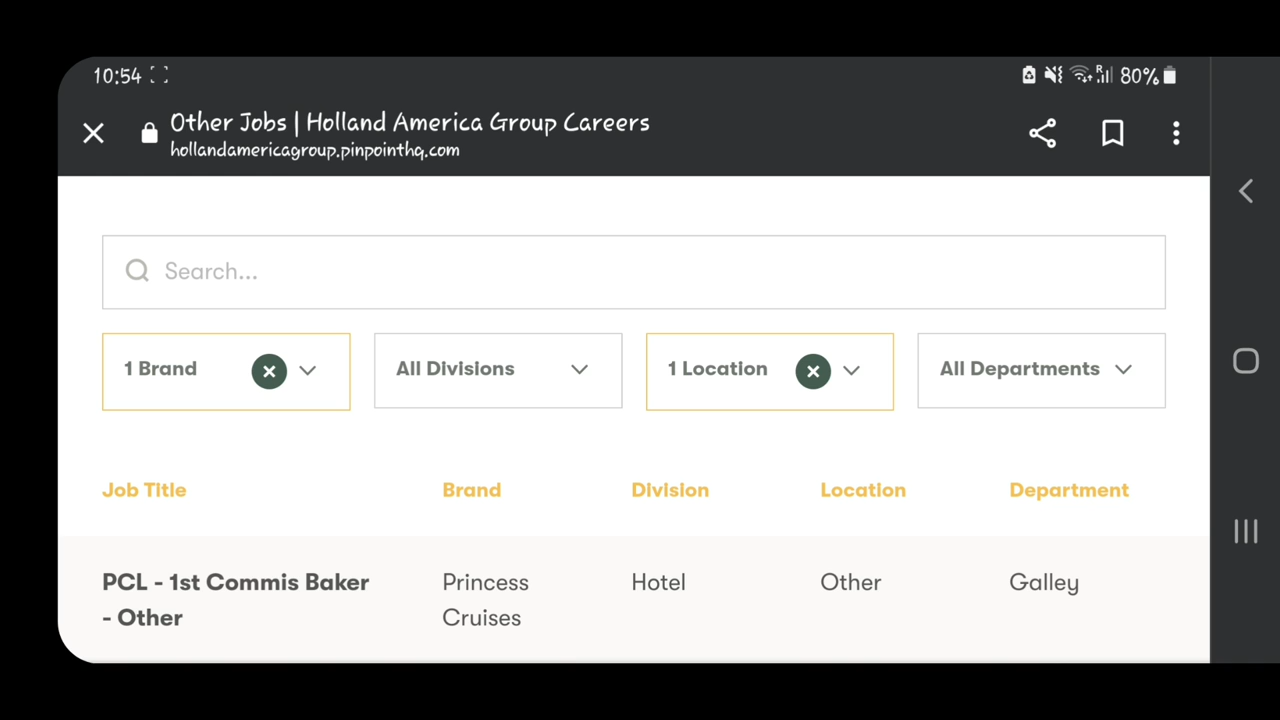 10:54
80%
Other Jobs | Holland America Group Careers
hollandamericagroup.pinpointhq.com
Search...
1 Brand All Divisions 1 Location All Departments
Job Title Brand Division Location Department
PCL - 1st Commis Baker Princess Hotel Other Galley
- Other Cruises